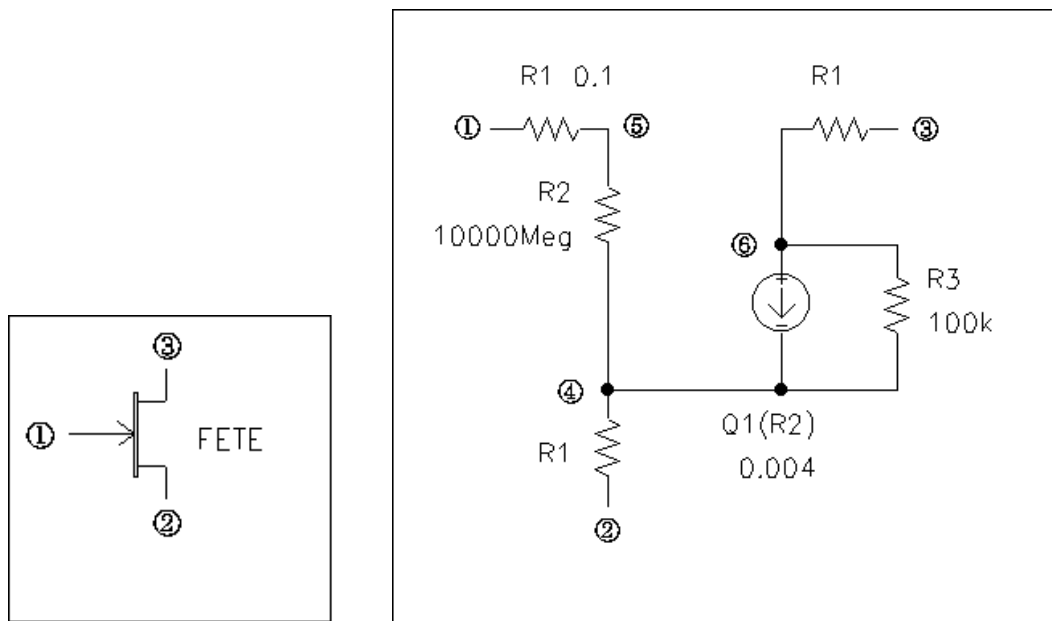 R1 0.1
R1
① ⑤ ③
R2
10000Meg
⑥
R3
100k
④
Q1(R2)
0.004
R1
②
③
① FETE
②